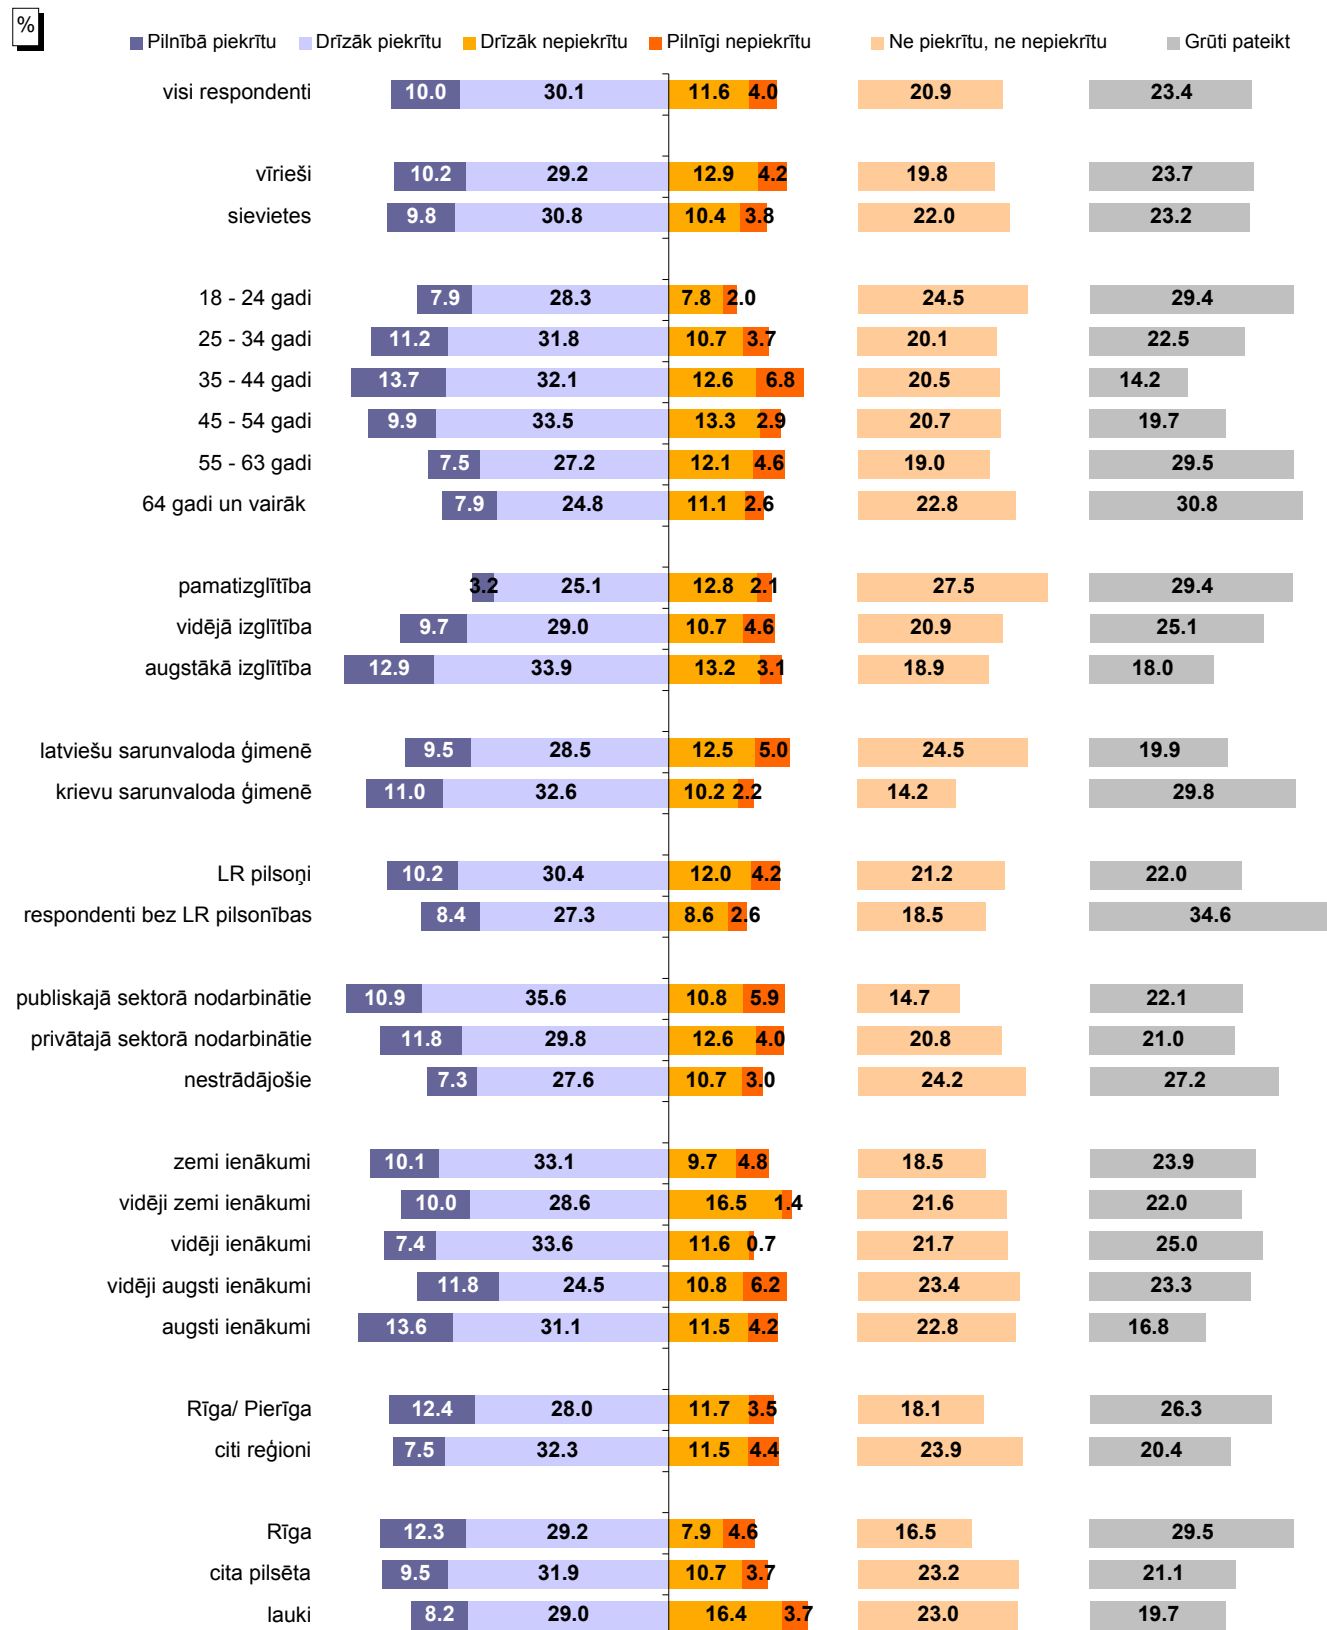 %
Pilnībā piekrītu Drīzāk piekrītu Drīzāk nepiekrītu Pilnīgi nepiekrītu Ne piekrītu, ne nepiekrītu Grūti pateikt
visi respondenti 10.0 30.1 11.6 4.0 20.9 23.4
vīrieši 10.2 29.2 12.9 4.2 19.8 23.7
sievietes 9.8 30.8 10.4 3.8 22.0 23.2
18 - 24 gadi 7.9 28.3 7.8 2.0 24.5 29.4
25 - 34 gadi 11.2 31.8 10.7 3.7 20.1 22.5
35 - 44 gadi 13.7 32.1 12.6 6.8 20.5 14.2
45 - 54 gadi 9.9 33.5 13.3 2.9 20.7 19.7
55 - 63 gadi 7.5 27.2 12.1 4.6 19.0 29.5
64 gadi un vairāk 7.9 24.8 11.1 2.6 22.8 30.8
pamatizglītība 3.2 25.1 12.8 2.1 27.5 29.4
vidējā izglītība 9.7 29.0 10.7 4.6 20.9 25.1
augstākā izglītība 12.9 33.9 13.2 3.1 18.9 18.0
latviešu sarunvaloda ģimenē 9.5 28.5 12.5 5.0 24.5 19.9
krievu sarunvaloda ģimenē 11.0 32.6 10.2 2.2 14.2 29.8
LR pilsoņi 10.2 30.4 12.0 4.2 21.2 22.0
respondenti bez LR pilsonības 8.4 27.3 8.6 2.6 18.5 34.6
publiskajā sektorā nodarbinātie 10.9 35.6 10.8 5.9 14.7 22.1
privātajā sektorā nodarbinātie 11.8 29.8 12.6 4.0 20.8 21.0
nestrādājošie 7.3 27.6 10.7 3.0 24.2 27.2
zemi ienākumi 10.1 33.1 9.7 4.8 18.5 23.9
vidēji zemi ienākumi 10.0 28.6 16.5 1.4 21.6 22.0
vidēji ienākumi 7.4 33.6 11.6 0.7 21.7 25.0
vidēji augsti ienākumi 11.8 24.5 10.8 6.2 23.4 23.3
augsti ienākumi 13.6 31.1 11.5 4.2 22.8 16.8
Rīga/ Pierīga 12.4 28.0 11.7 3.5 18.1 26.3
citi reģioni 7.5 32.3 11.5 4.4 23.9 20.4
Rīga 12.3 29.2 7.9 4.6 16.5 29.5
cita pilsēta 9.5 31.9 10.7 3.7 23.2 21.1
lauki 8.2 29.0 16.4 3.7 23.0 19.7